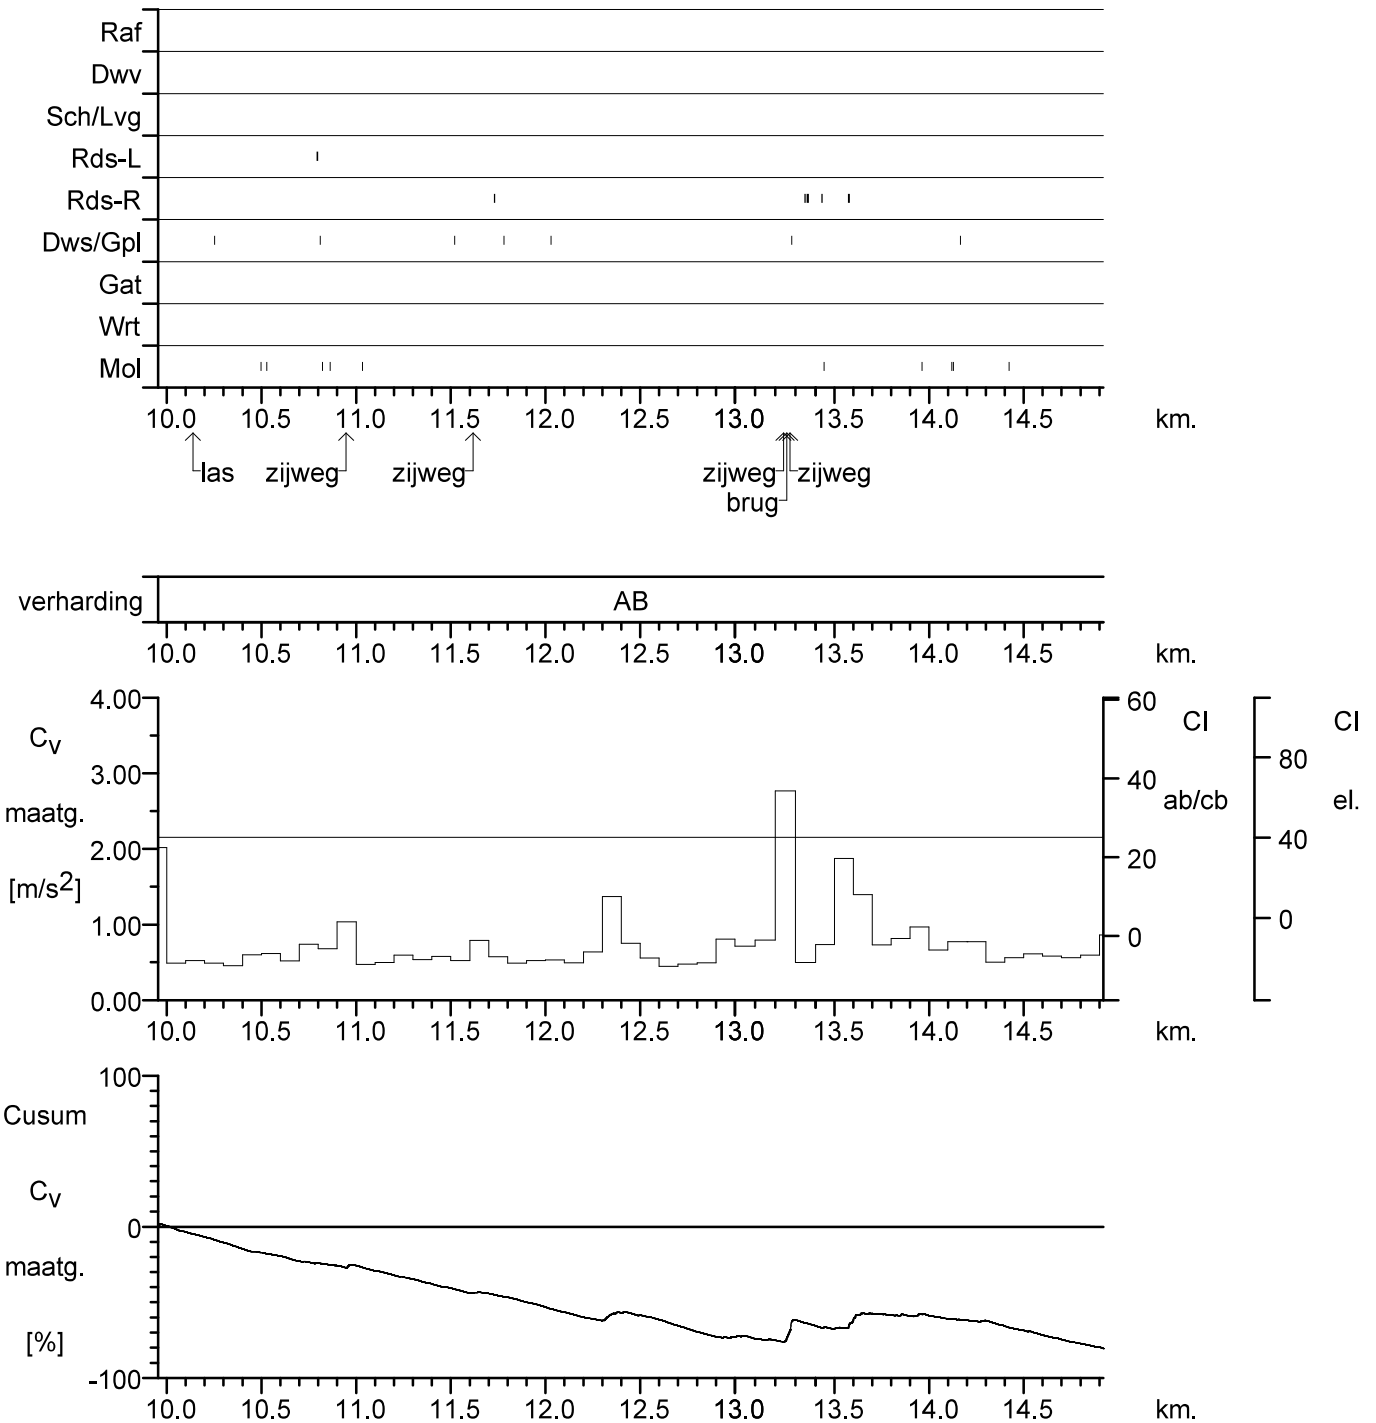 Raf
Dwv
Sch/Lvg
Rds-L
Rds-R
Dws/Gpl
Gat
Wrt
Mol
10.0 10.5 11.0 11.5 12.0 12.5 13.0 13.5 14.0 14.5 km.
las zijweg zijweg zijweg zijweg
brug
verharding AB
10.0 10.5 11.0 11.5 12.0 12.5 13.0 13.5 14.0 14.5 km.
4.00 60 CI CI
Cv
3.00 80
40
maatg. ab/cb el.
2.00 20 40
[m/s2]
1.00 0 0
0.00
10.0 10.5 11.0 11.5 12.0 12.5 13.0 13.5 14.0 14.5 km.
100
Cusum
Cv
0
maatg.
[%]
-100
10.0 10.5 11.0 11.5 12.0 12.5 13.0 13.5 14.0 14.5 km.